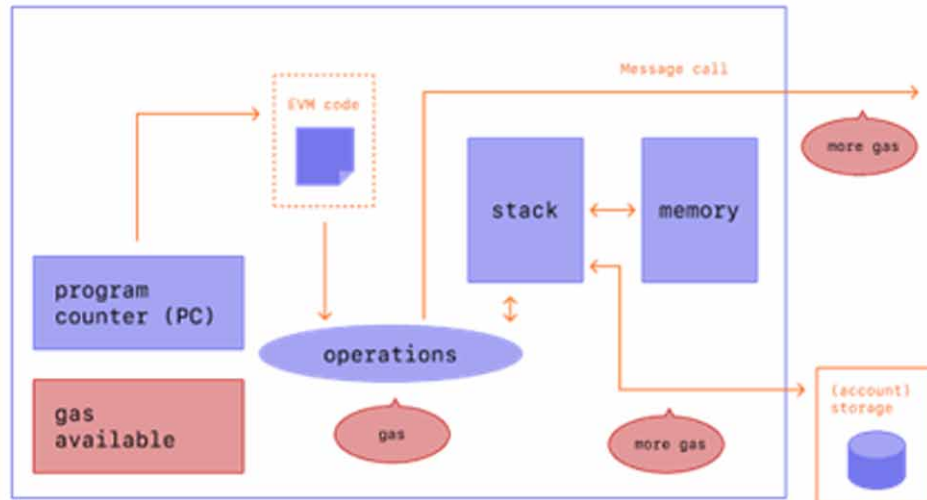 Message call
EVM code
more gas
stack
memory
program
counter (PC)
operations
gas
available
gas
more gas
(account)
storage